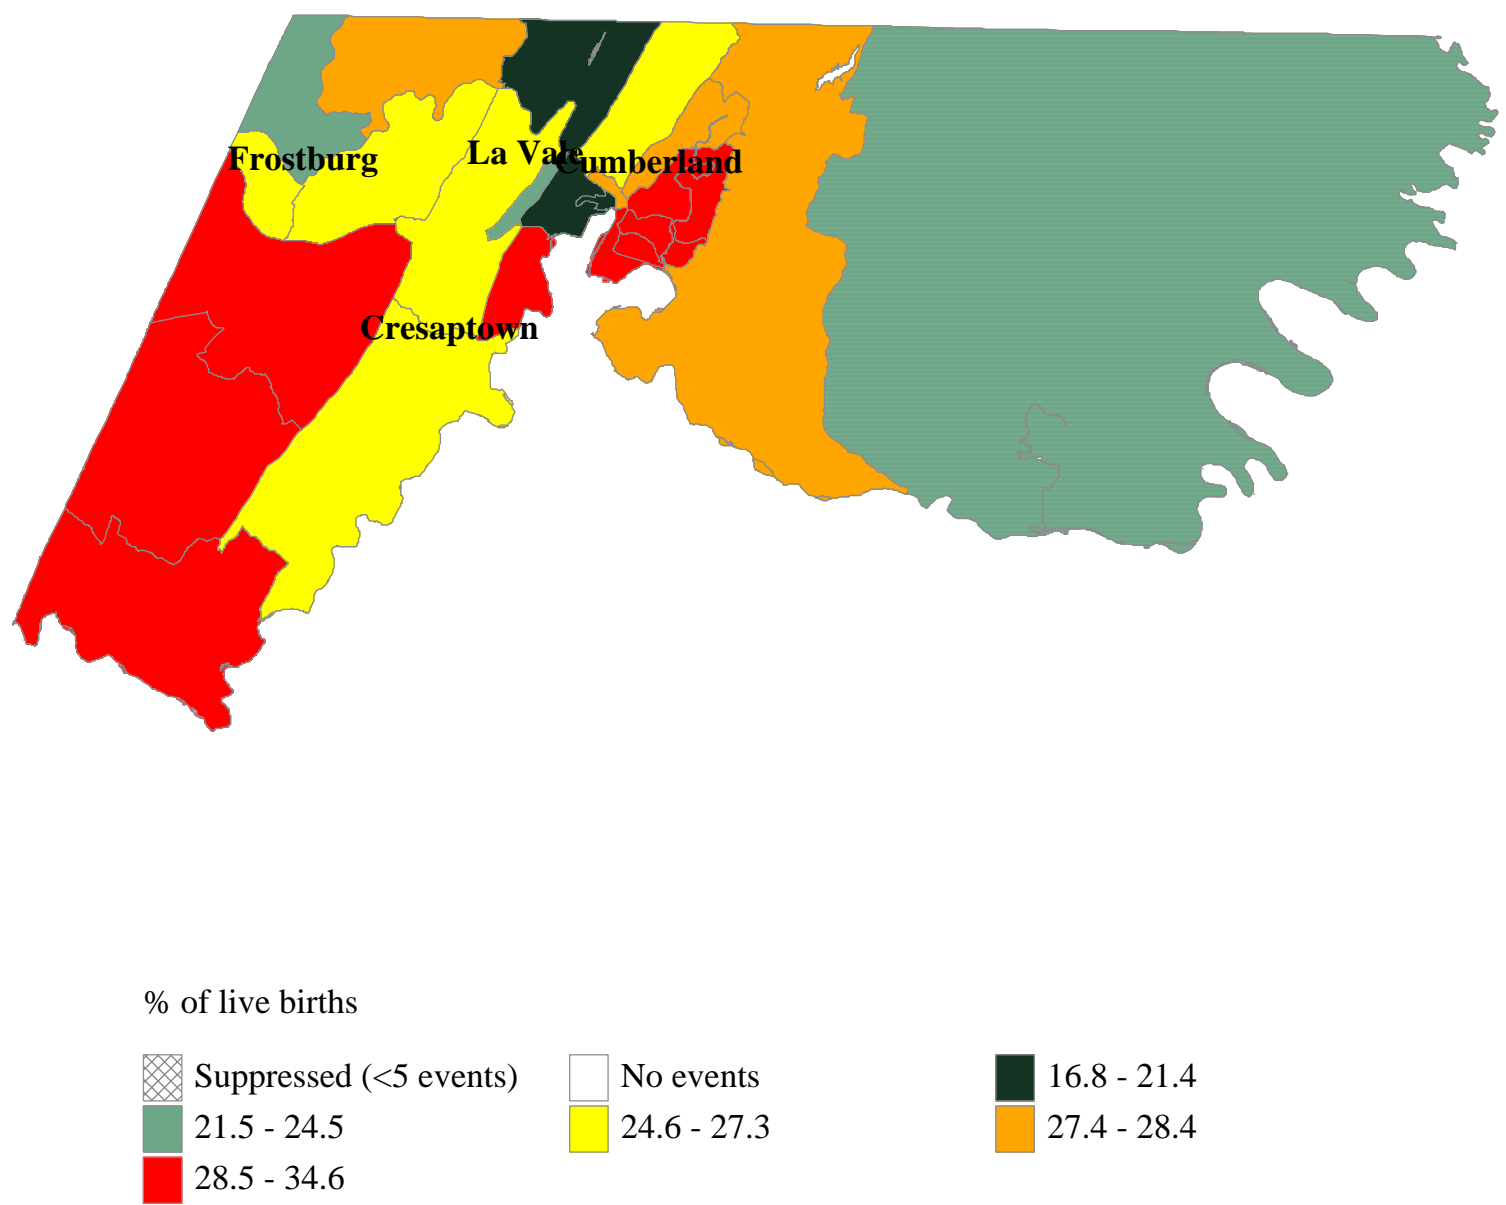 Frostburg
La Vale
Cumberland
Cresaptown
% of live births
Suppressed (<5 events)
No events
16.8 - 21.4
21.5 - 24.5
24.6 - 27.3
27.4 - 28.4
28.5 - 34.6